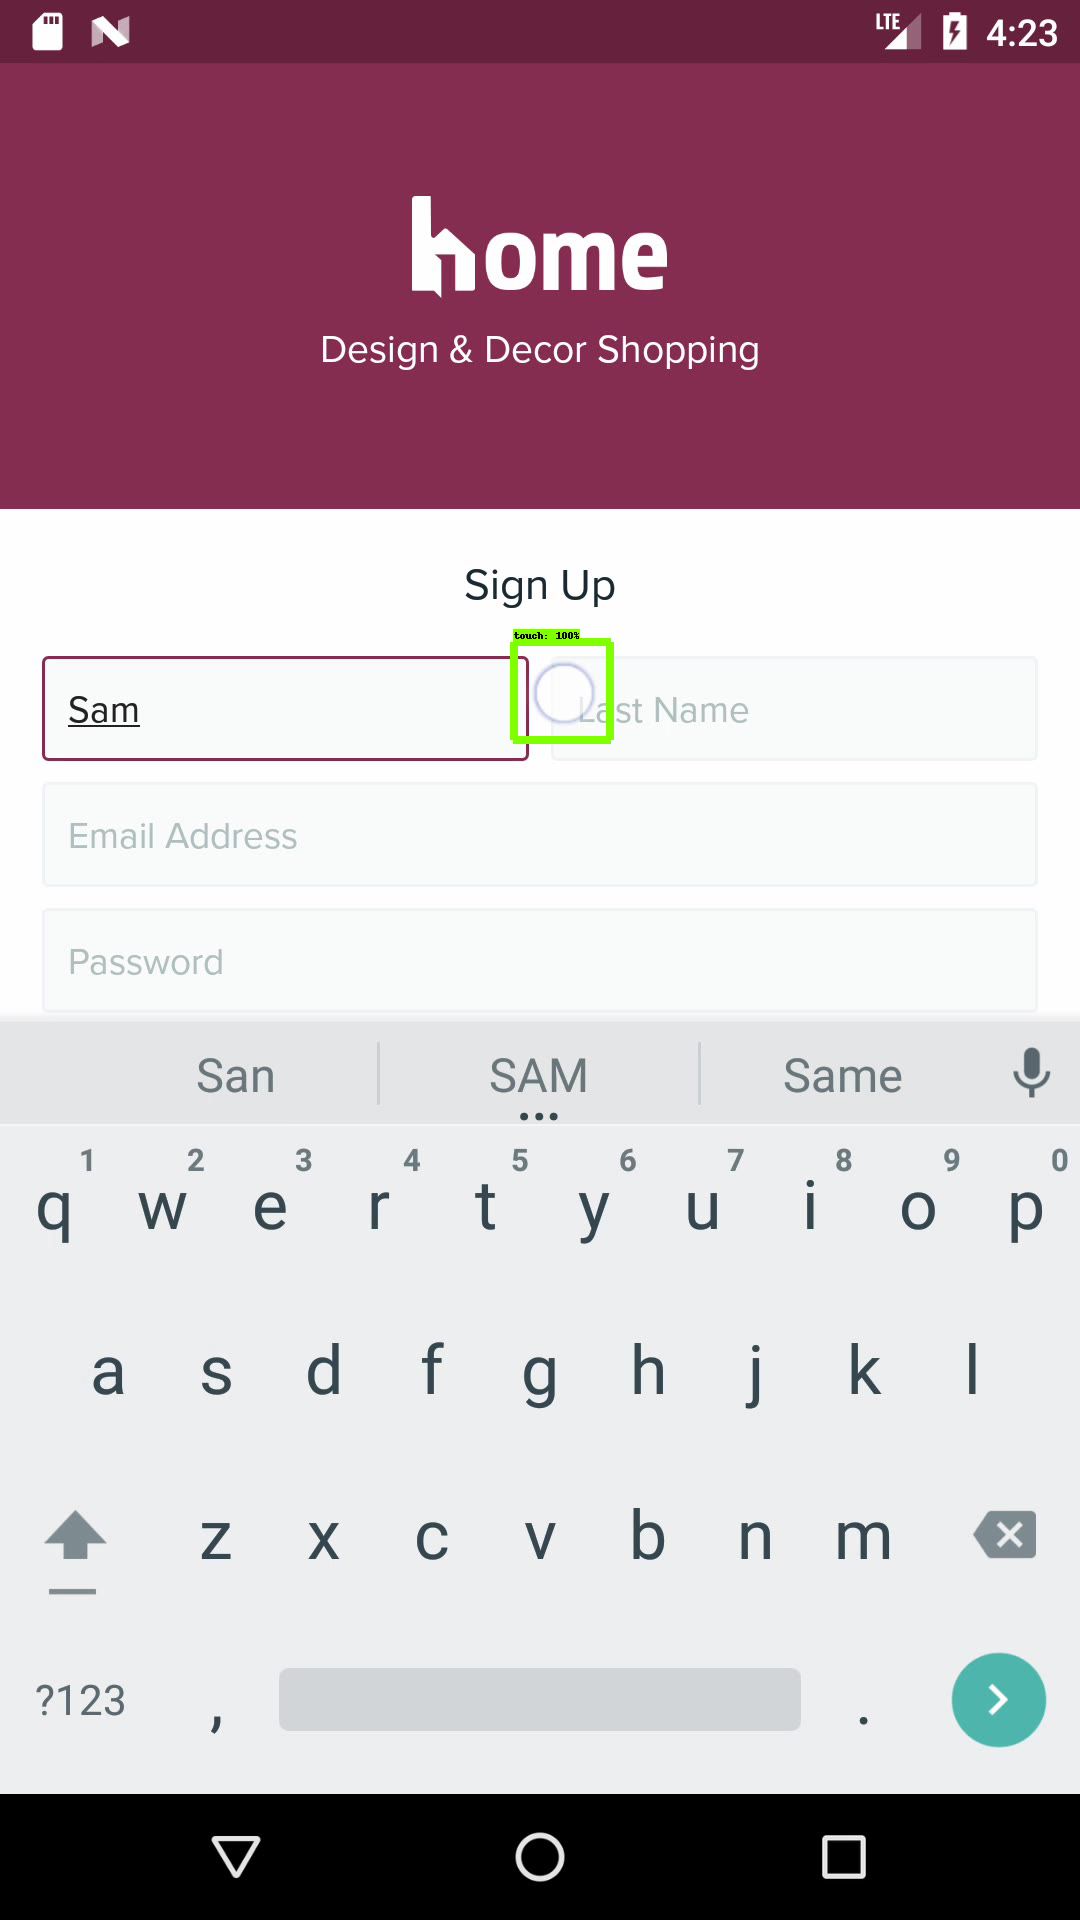 LTE 4:23
home
Design & Decor Shopping
Sign Up
touch: 100%
Sam Last Name
Email Address
Password
San SAM Same
1 2 3 4 5 6 7 8 9 0
q w e r t y u i o p
a s d f g h j k l
z x c v b n m
?123 , .